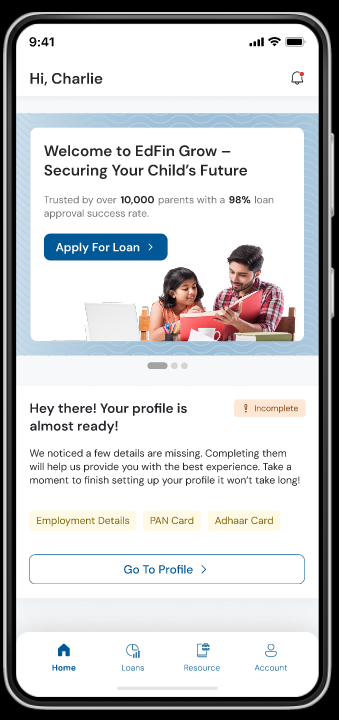 9:41
Hi, Charlie
Welcome to EdFin Grow –
Securing Your Child's Future
Trusted by over 10,000 parents with a 98% loan
approval success rate.
Apply For Loan
Hey there! Your profile is
almost ready!
Incomplete
We noticed a few details are missing. Completing them
will help us provide you with the best experience. Take a
moment to finish setting up your profile it won't take long!
Employment Details PAN Card Adhaar Card
Go To Profile
Home Loans Resource Account